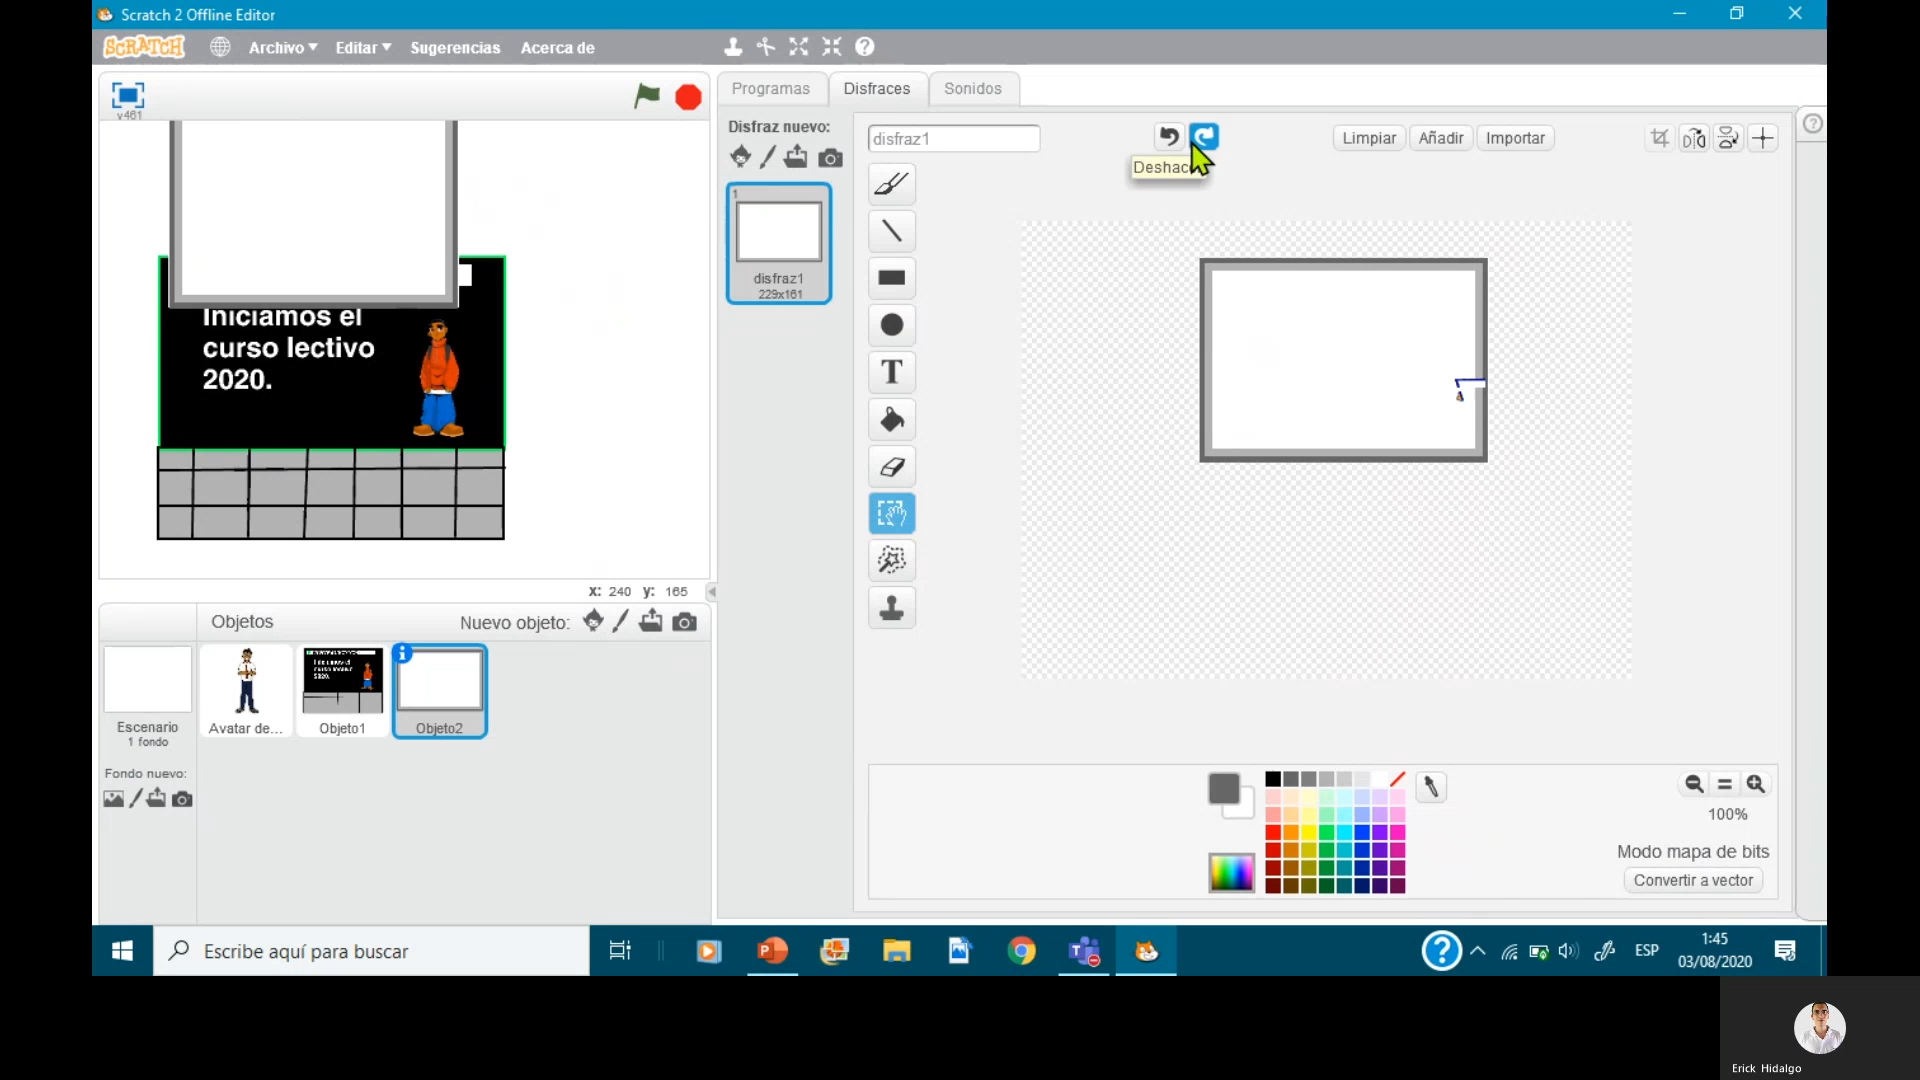 Scratch 2 Offline Editor
SCRATCH
Archivo
Editar
Sugerencias
Acerca de
v461
Programas
Disfraces
Sonidos
Disfraz nuevo:
disfraz1
Limpiar
Añadir
Importar
Deshac
1
disfraz1
229x161
T
Iniciamos el
curso lectivo
2020.
x: 240 y: 165
Objetos
Nuevo objeto:
Escenario
1 fondo
Avatar de...
Objeto1
Objeto2
Fondo nuevo:
100%
Modo mapa de bits
Convertir a vector
Escribe aquí para buscar
ESP
1:45
03/08/2020
Erick Hidalgo